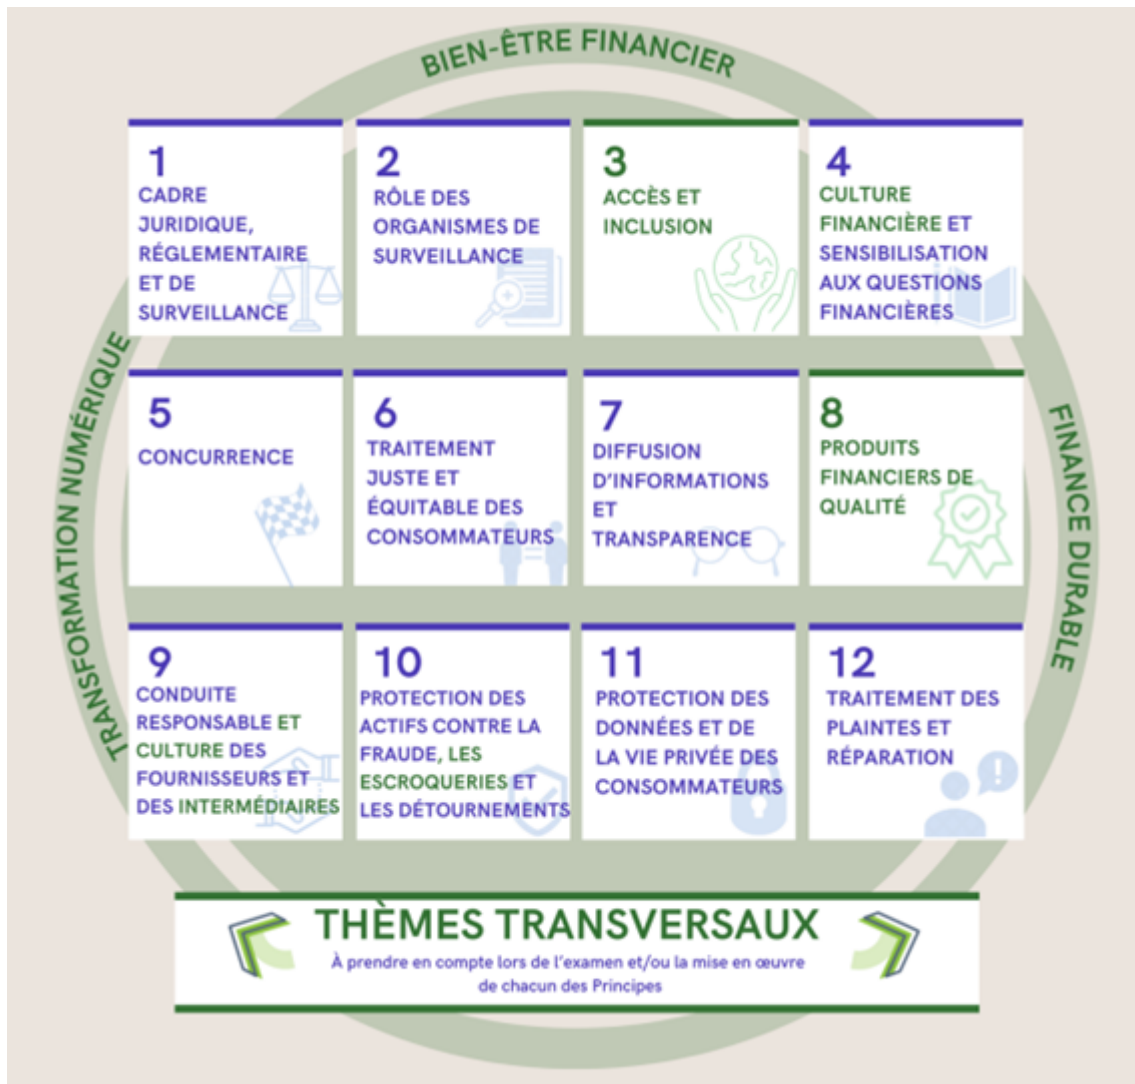 BIEN-ÊTRE FINANCIER
TRANSFORMATION NUMÉRIQUE
FINANCE DURABLE
1
CADRE
JURIDIQUE,
RÉGLEMENTAIRE
ET DE
SURVEILLANCE
2
RÔLE DES
ORGANISMES DE
SURVEILLANCE
3
ACCÈS ET
INCLUSION
4
CULTURE
FINANCIÈRE ET
SENSIBILISATION
AUX QUESTIONS
FINANCIÈRES
5
CONCURRENCE
6
TRAITEMENT
JUSTE ET
ÉQUITABLE DES
CONSOMMATEURS
7
DIFFUSION
D'INFORMATIONS
ET
TRANSPARENCE
8
PRODUITS
FINANCIERS DE
QUALITÉ
9
CONDUITE
RESPONSABLE ET
CULTURE DES
FOURNISSEURS ET
DES INTERMÉDIAIRES
10
PROTECTION DES
ACTIFS CONTRE LA
FRAUDE, LES
ESCROQUERIES ET
LES DÉTOURNEMENTS
11
PROTECTION DES
DONNÉES ET DE
LA VIE PRIVÉE DES
CONSOMMATEURS
12
TRAITEMENT DES
PLAINTES ET
RÉPARATION
THÈMES TRANSVERSAUX
À prendre en compte lors de l'examen et/ou la mise en œuvre
de chacun des Principes